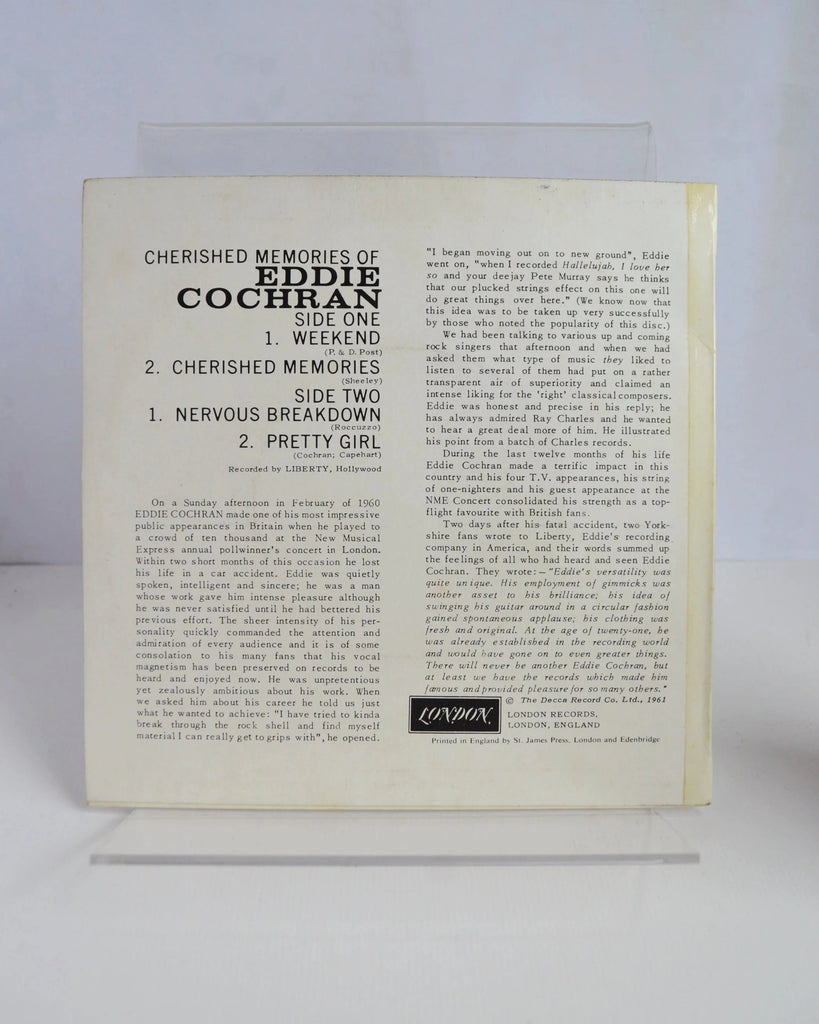 CHERISHED MEMORIES OF
EDDIE
COCHRAN
SIDE ONE
1. WEEKEND
(P. & D. Post)
2. CHERISHED MEMORIES
(Sheeley)
SIDE TWO
1. NERVOUS BREAKDOWN
(Roccuzzo)
2. PRETTY GIRL
(Cochran; Capehart)
Recorded by LIBERTY, Hollywood
On a Sunday afternoon in February of 1960
EDDIE COCHRAN made one of his most impressive
public appearances in Britain when he played to
a crowd of ten thousand at the New Musical
Express annual pollwinner's concert in London.
Within two short months of this occasion he lost
his life in a car accident. Eddie was quietly
spoken, intelligent and sincere; he was a man
whose work gave him intense pleasure although
he was never satisfied until he had bettered his
previous effort. The sheer intensity of his per-
sonality quickly commanded the attention and
admiration of every audience and it is of some
consolation to his many fans that his vocal
magnetism has been preserved on records to be
heard and enjoyed now. He was unpretentious
yet zealously ambitious about his work. When
we asked him about his career he told us just
what he wanted to achieve: "I have tried to kinda
break through the rock shell and find myself
material I can really get to grips with", he opened.
"I began moving out on to new ground", Eddie
went on, "when I recorded Hallelujah, I love her
so and your deejay Pete Murray says he thinks
that our plucked strings effect on this one will
do great things over here." (We know now that
this idea was to be taken up very successfully
by those who noted the popularity of this disc.)
We had been talking to various up and coming
rock singers that afternoon and when we had
asked them what type of music they liked to
listen to several of them had put on a rather
transparent air of superiority and claimed an
intense liking for the 'right' classical composers.
Eddie was honest and precise in his reply; he
has always admired Ray Charles and he wanted
to hear a great deal more of him. He illustrated
his point from a batch of Charles records.
During the last twelve months of his life
Eddie Cochran made a terrific impact in this
country and his four T.V. appearances, his string
of one-nighters and his guest appearance at the
NME Concert consolidated his strength as a top-
flight favourite with British fans.
Two days after his fatal accident, two York-
shire fans wrote to Liberty, Eddie's recording
company in America, and their words summed up
the feelings of all who had heard and seen Eddie
Cochran. They wrote:—"Eddie's versatility was
quite unique. His employment of gimmicks was
another asset to his brilliance; his idea of
swinging his guitar around in a circular fashion
gained spontaneous applause; his clothing was
fresh and original. At the age of twenty-one, he
was already established in the recording world
and would have gone on to even greater things.
There will never be another Eddie Cochran, but
at least we have the records which made him
famous and provided pleasure for so many others."
© The Decca Record Co. Ltd., 1961
LONDON
LONDON RECORDS,
LONDON, ENGLAND
Printed in England by St. James Press, London and Edenbridge